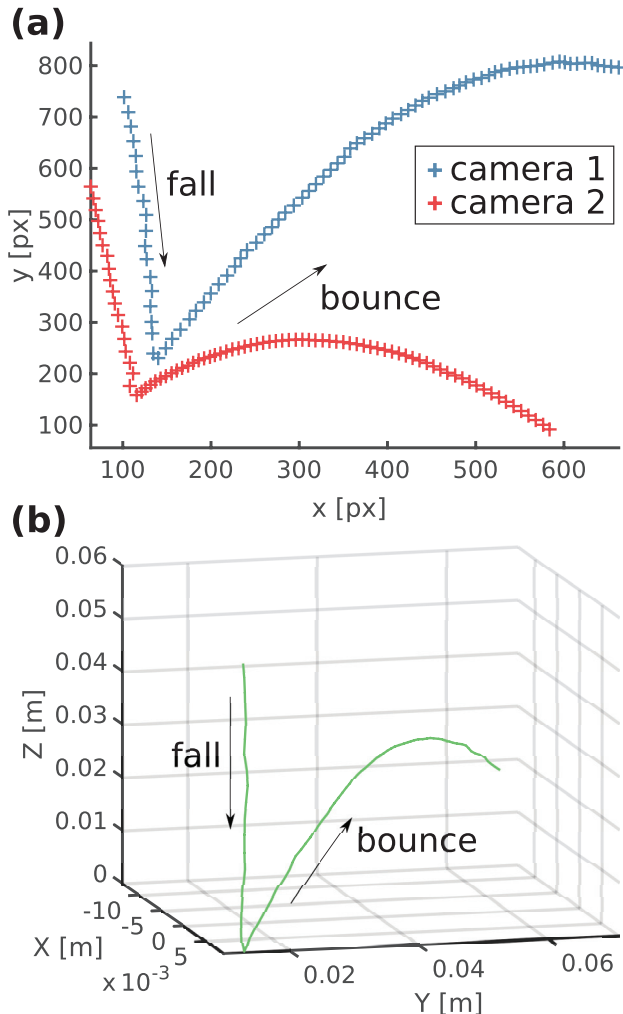 (a)
800
700
600
500
400
300
200
100
y [px]
fall
camera 1
camera 2
bounce
100 200 300 400 500 600
x [px]
(b)
0.06
0.05
0.04
0.03
0.02
0.01
0
Z [m]
fall
bounce
-10
-5
0
5
X [m]
x 10-3
0.02 0.04 0.06
Y [m]